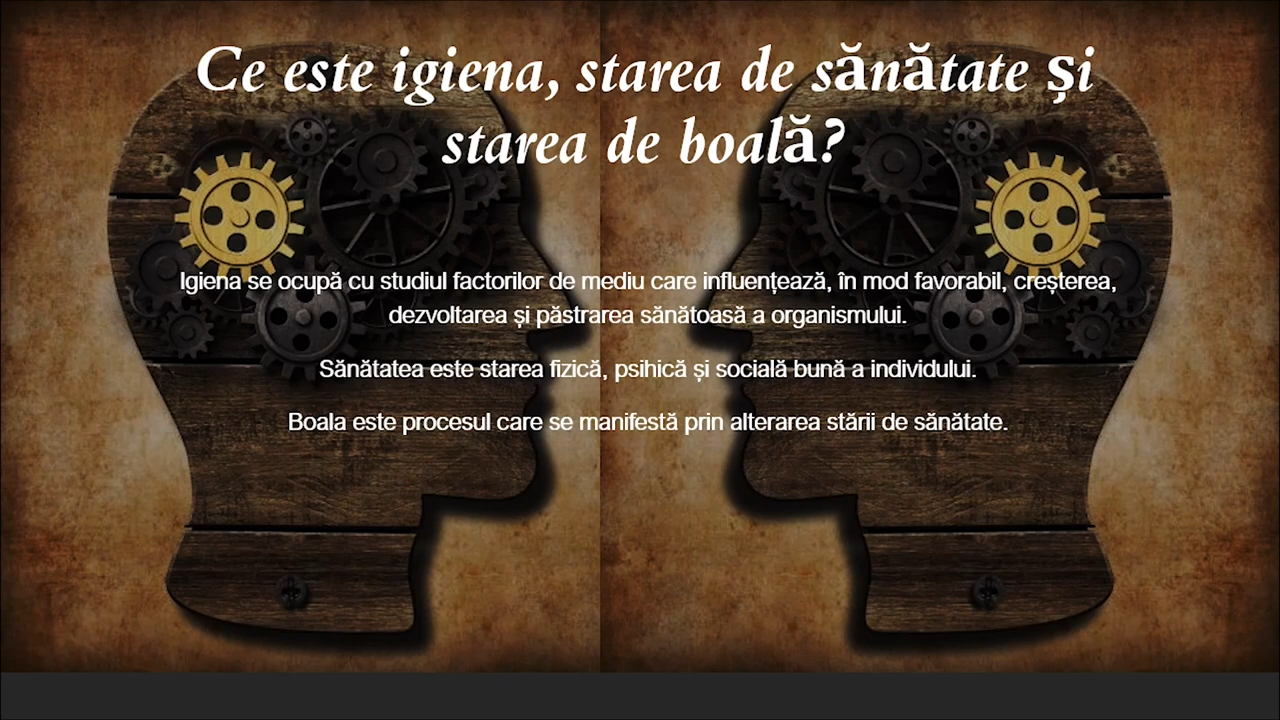 Ce este igiena, starea de sănătate și
starea de boală?
Igiena se ocupă cu studiul factorilor de mediu care influențează, în mod favorabil, creșterea,
dezvoltarea și păstrarea sănătoasă a organismului.
Sănătatea este starea fizică, psihică și socială bună a individului.
Boala este procesul care se manifestă prin alterarea stării de sănătate.